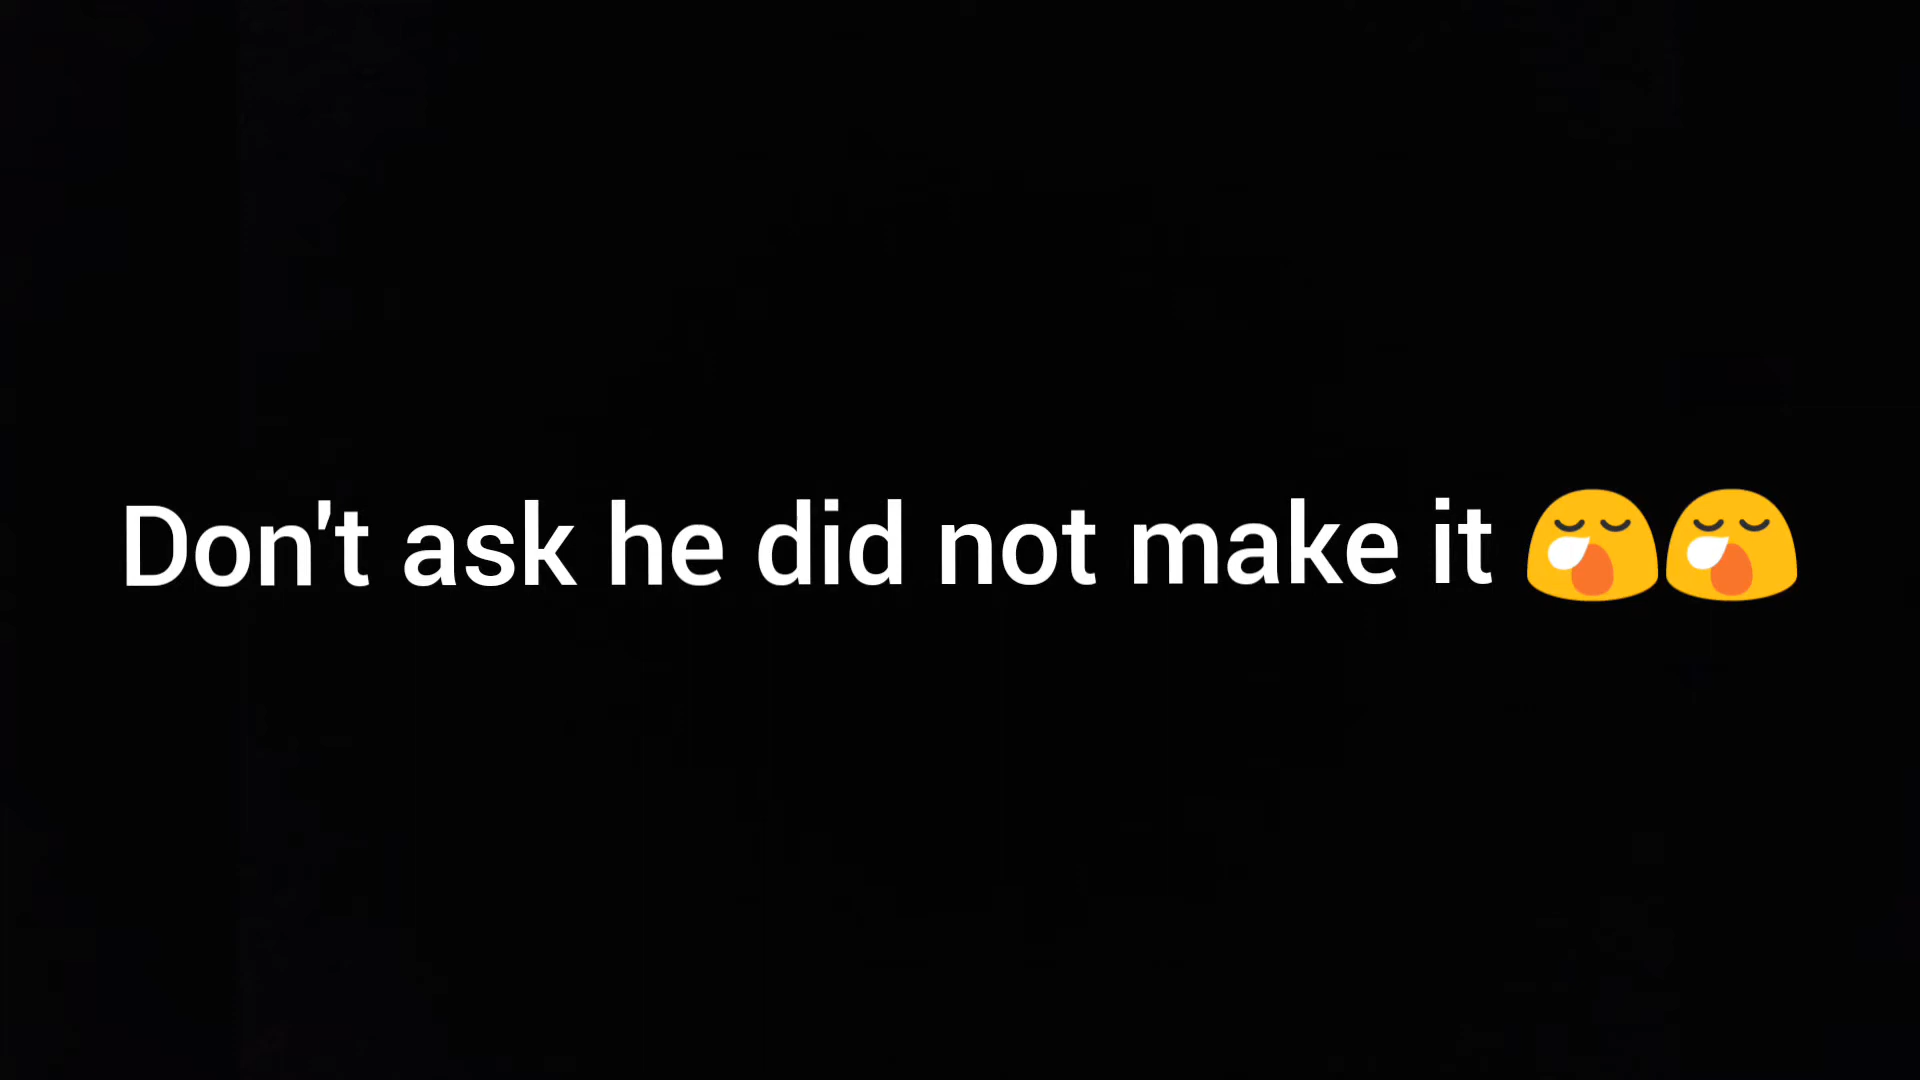 Don't ask he did not make it 😪😪